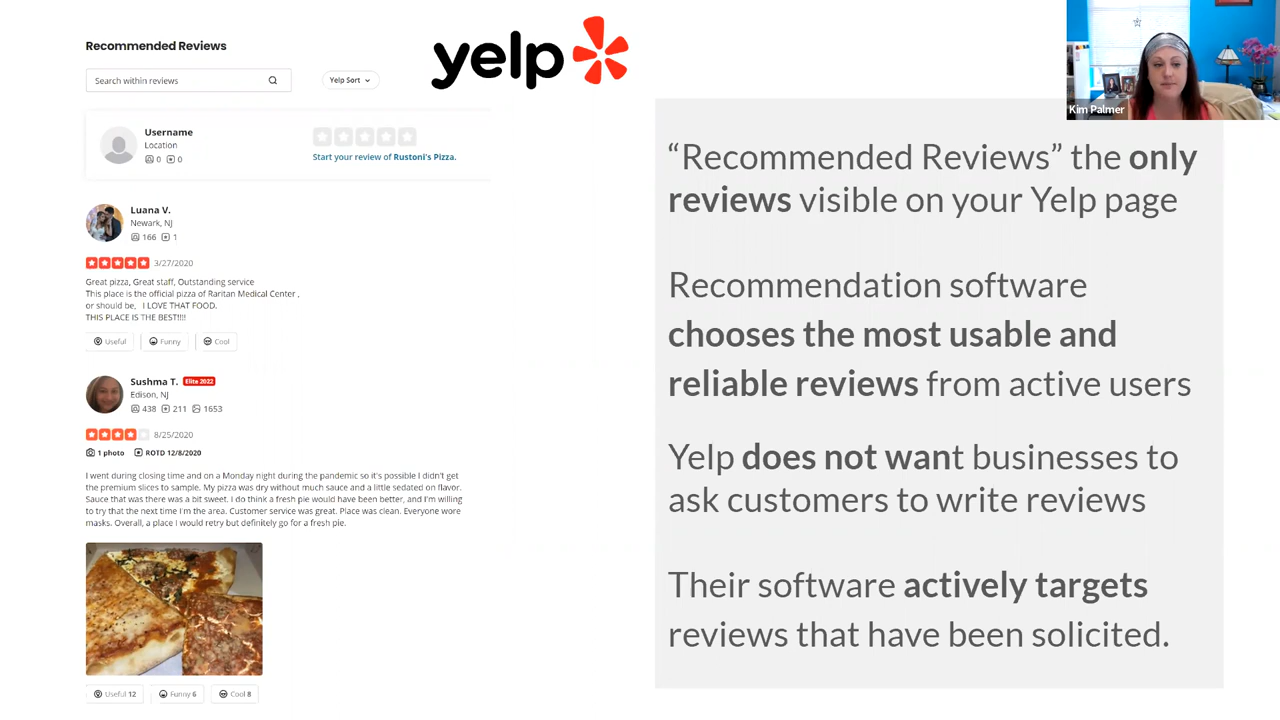 Recommended Reviews
Search within reviews
Yelp Sort
yelp
Username
Location
0 0
Start your review of Rustoni's Pizza.
Luana V.
Newark, NJ
166 1
3/27/2020
Great pizza, Great staff, Outstanding service
This place is the official pizza of Raritan Medical Center ,
or should be, I LOVE THAT FOOD.
THIS PLACE IS THE BEST!!!!
Useful Funny Cool
Sushma T. Elite 2022
Edison, NJ
438 211 1653
8/25/2020
1 photo ROTD 12/8/2020
I went during closing time and on a Monday night during the pandemic so it's possible I didn't get
the premium slices to sample. My pizza was dry without much sauce and a little sedated on flavor.
Sauce that was there was a bit sweet. I do think a fresh pie would have been better, and I'm willing
to try that the next time I'm the area. Customer service was great. Place was clean. Everyone wore
masks. Overall, a place I would retry but definitely go for a fresh pie.
Useful 12 Funny 6 Cool 8
Kim Palmer
“Recommended Reviews” the only
reviews visible on your Yelp page
Recommendation software
chooses the most usable and
reliable reviews from active users
Yelp does not want businesses to
ask customers to write reviews
Their software actively targets
reviews that have been solicited.